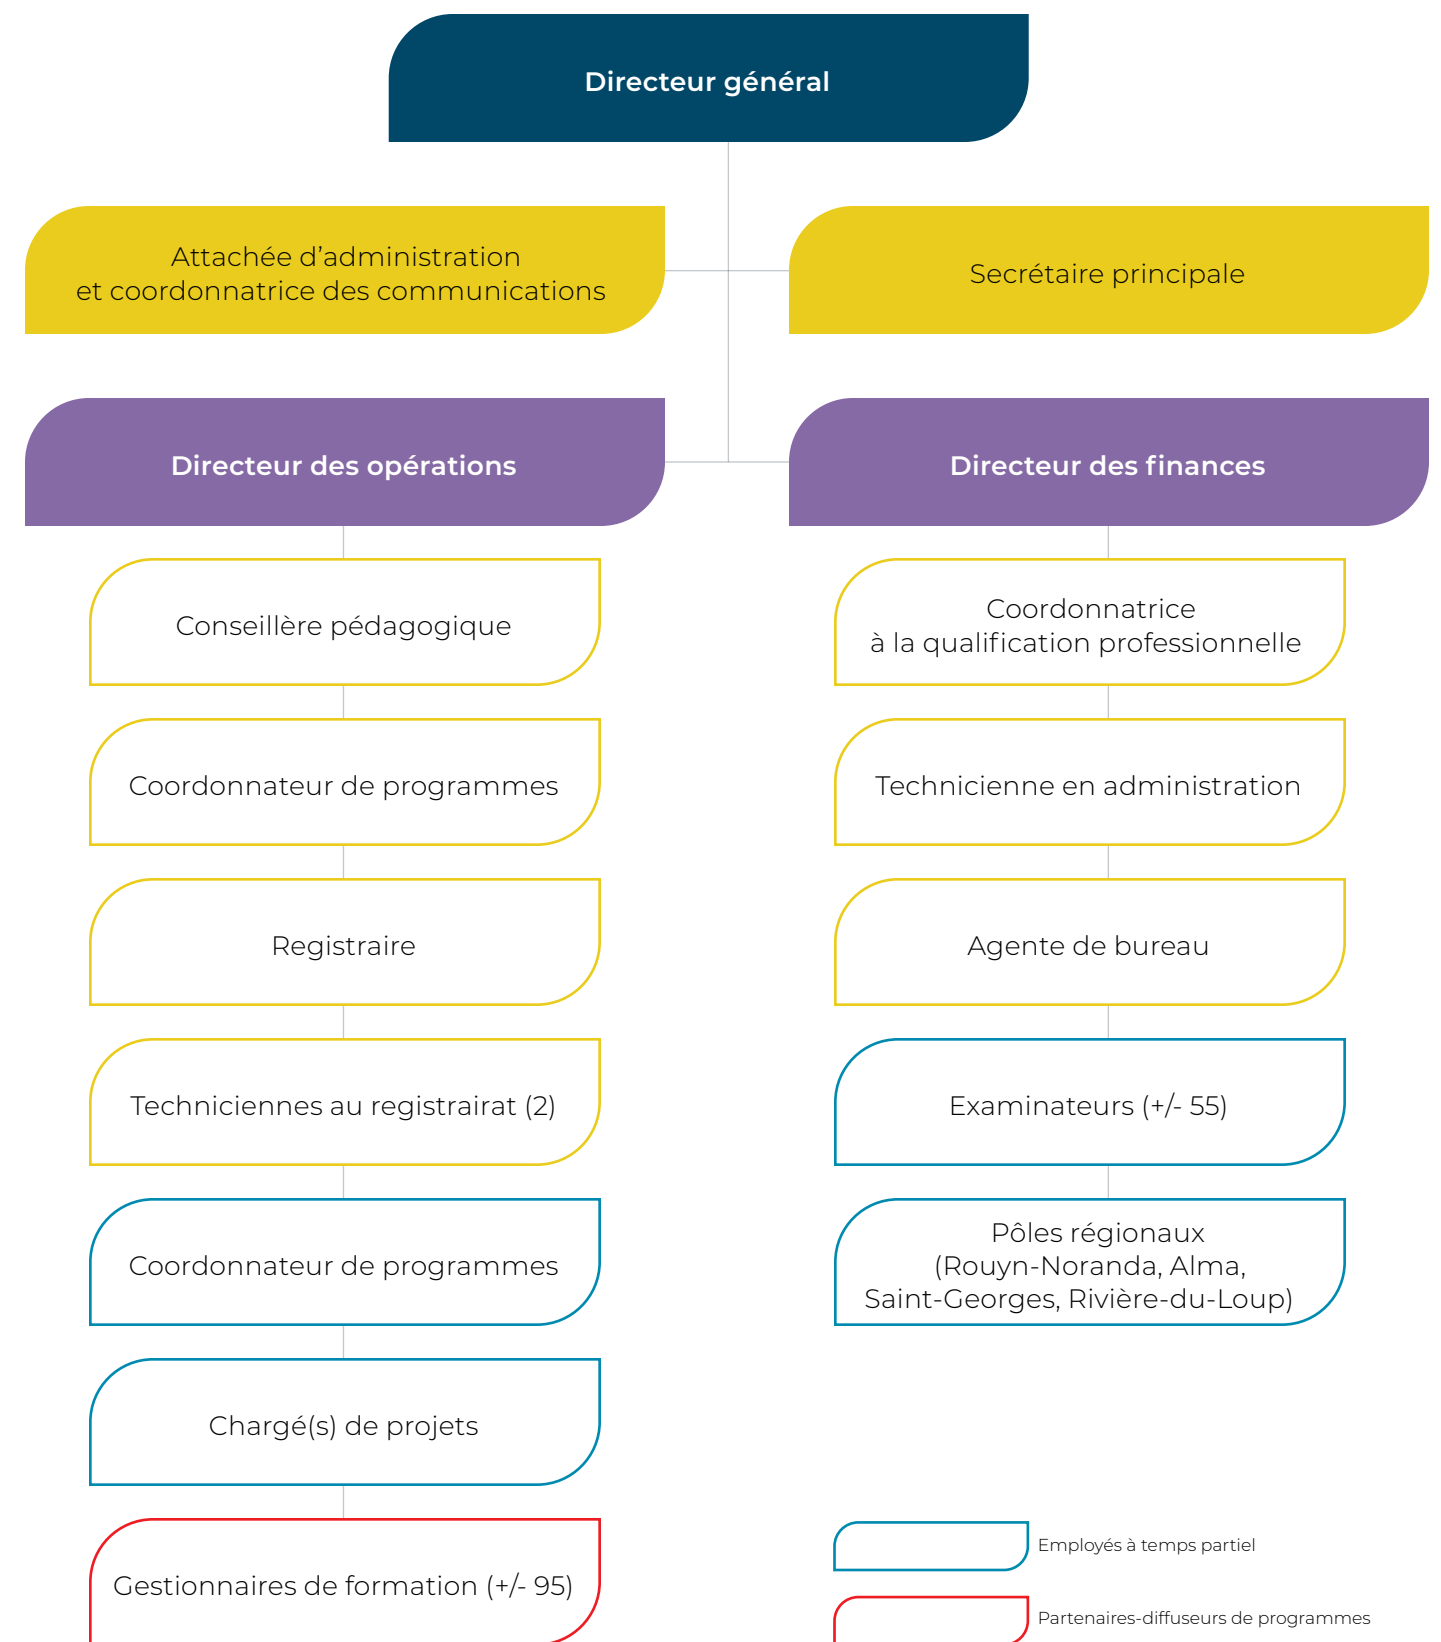 Directeur général
Attachée d’administration
et coordonnatrice des communications
Secrétaire principale
Directeur des opérations
Directeur des finances
Conseillère pédagogique
Coordonnateur de programmes
Registraire
Techniciennes au registrairat (2)
Coordonnateur de programmes
Chargé(s) de projets
Gestionnaires de formation (+/- 95)
Coordonnatrice
à la qualification professionnelle
Technicienne en administration
Agente de bureau
Examinateurs (+/- 55)
Pôles régionaux
(Rouyn-Noranda, Alma,
Saint-Georges, Rivière-du-Loup)
Employés à temps partiel
Partenaires-diffuseurs de programmes